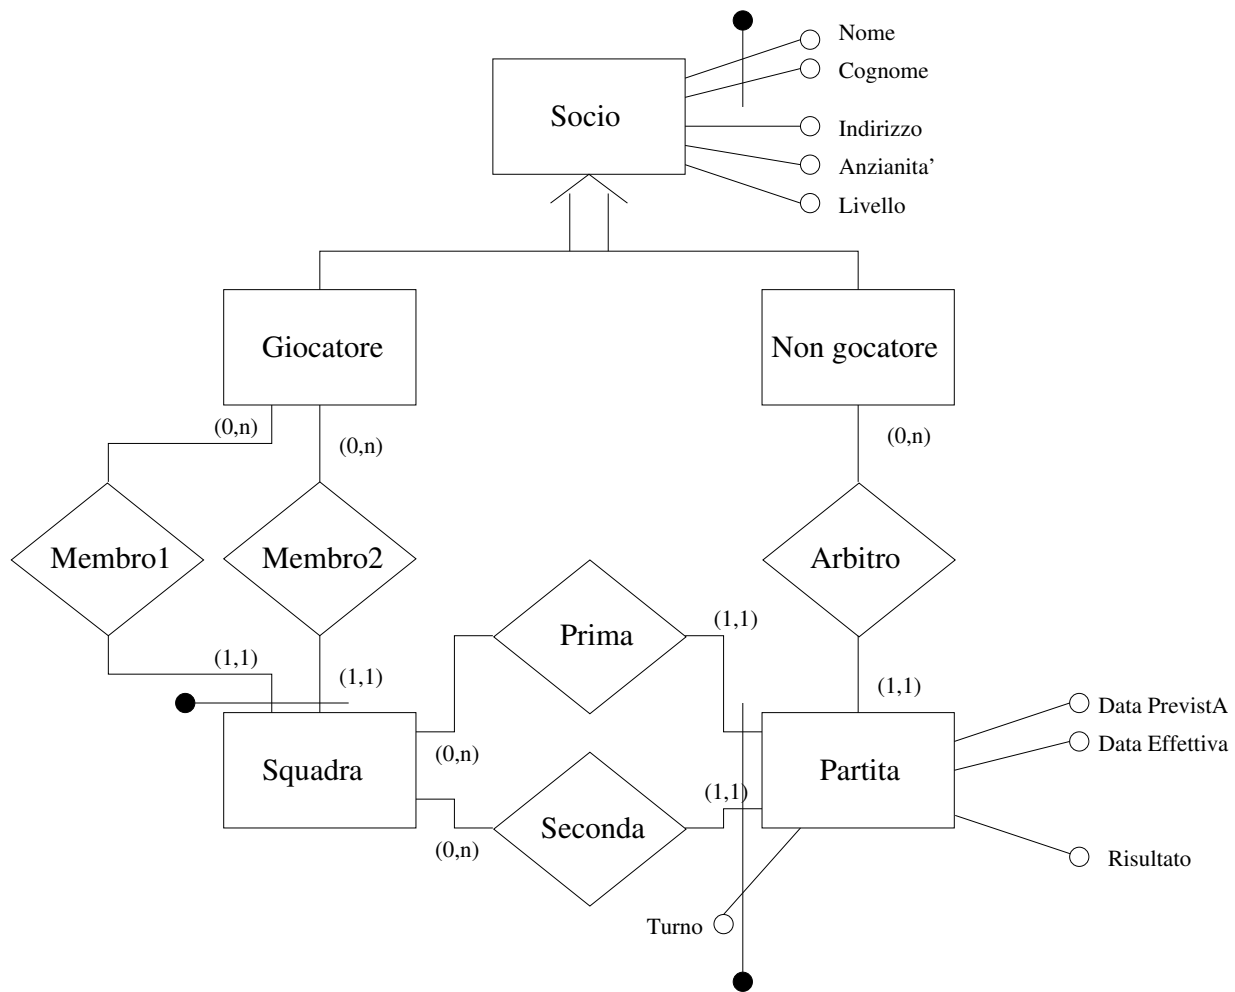 Nome
Cognome
Socio
Indirizzo
Anzianita’
Livello
Giocatore
Non gocatore
(0,n)
(0,n)
(0,n)
Membro1
Membro2
Arbitro
Prima
(1,1)
(1,1)
(1,1)
(1,1)
Data PrevistA
Data Effettiva
(0,n)
Squadra
Partita
(1,1)
Seconda
(0,n)
Risultato
Turno